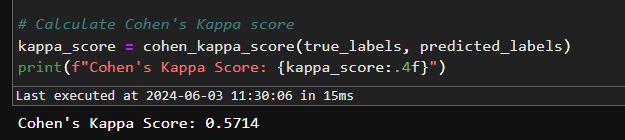 # Calculate Cohen's Kappa score
kappa_score = cohen_kappa_score(true_labels, predicted_labels)
print(f"Cohen's Kappa Score: {kappa_score:.4f}")
Last executed at 2024-06-03 11:30:06 in 15ms
Cohen's Kappa Score: 0.5714